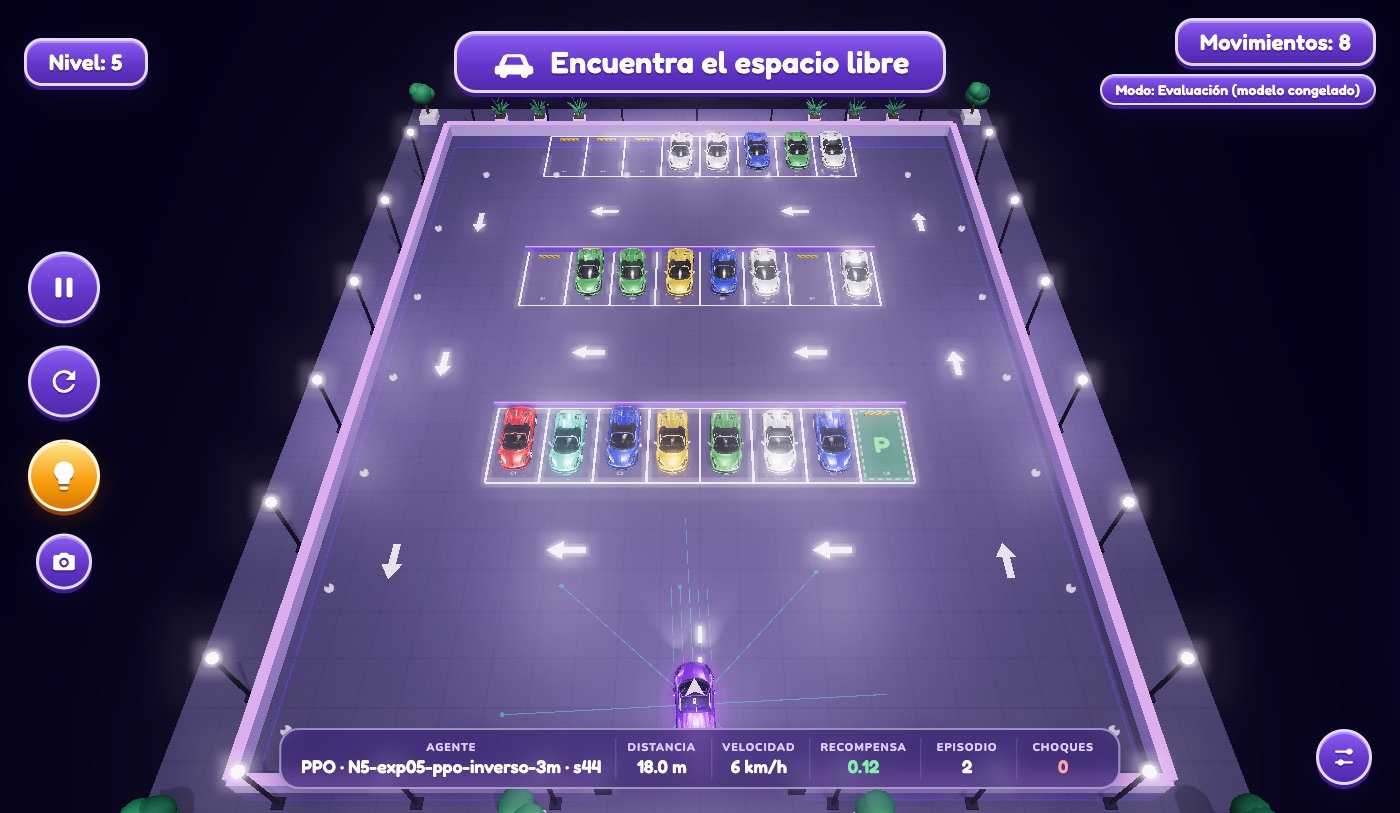 Nivel: 5
Encuentra el espacio libre
Movimientos: 8
Modo: Evaluación (modelo congelado)
P
AGENTE
PPO · N5-exp05-ppo-inverso-3m · s44
DISTANCIA
18.0 m
VELOCIDAD
6 km/h
RECOMPENSA
0.12
EPISODIO
2
CHOQUES
0